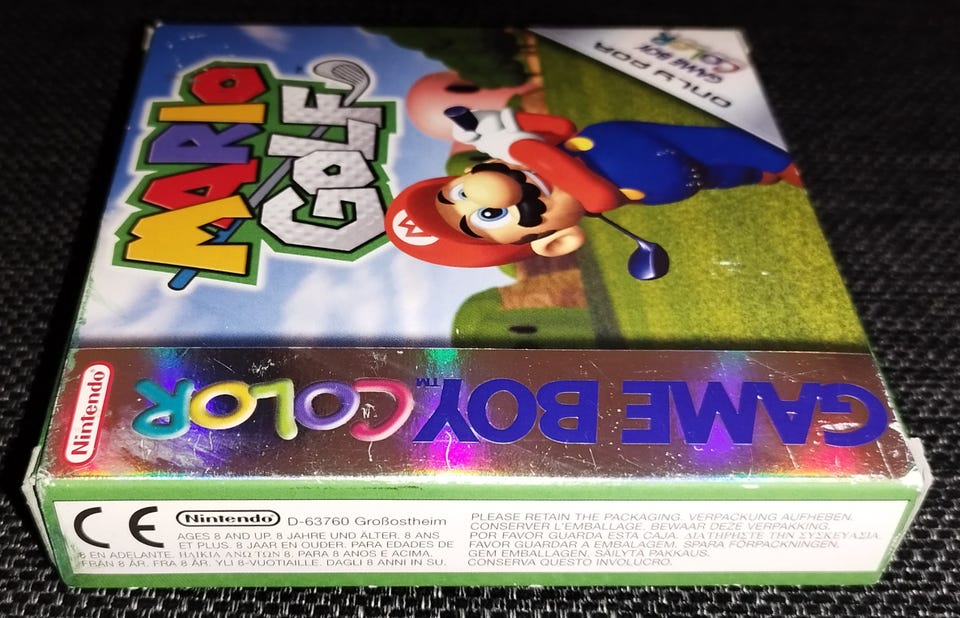 MARIO
GOLF
ONLY FOR
GAME BOY
COLOR
M
Nintendo
GAME BOY™
COLOR
CE
Nintendo D-63760 Großostheim
AGES 8 AND UP. 8 JAHRE UND ÄLTER. 8 ANS
ET PLUS. 8 JAAR EN OUDER. PARA EDADES DE
8 EN ADELANTE. ΗΛΙΚΙΑ ΑΝΩ ΤΩΝ 8. PARA 8 ANOS E ACIMA.
FRÅN 8 ÅR. FRA 8 ÅR. YLI 8-VUOTIAILLE. DAGLI 8 ANNI IN SU.
PLEASE RETAIN THE PACKAGING. VERPACKUNG AUFHEBEN.
CONSERVER L'EMBALLAGE. BEWAAR DEZE VERPAKKING.
POR FAVOR GUARDA ESTA CAJA. ΔΙΑΤΗΡΗΣΤΕ ΤΗΝ ΣΥΣΚΕΥΑΣΙΑ.
FAVOR GUARDAR A EMBALAGEM. SPARA FÖRPACKNINGEN.
GEM EMBALLAGEN. SÄILYTÄ PAKKAUS.
CONSERVA QUESTO INVOLUCRO.